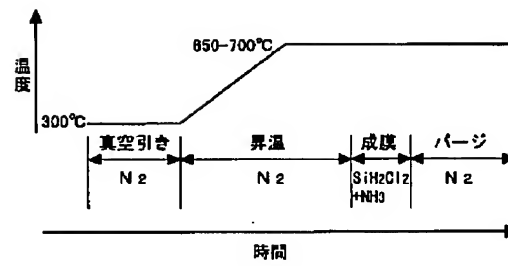 温度
650-700℃
300℃
真空引き
昇温
成膜
パージ
N2
N2
SiH2Cl2
+NH3
N2
時間